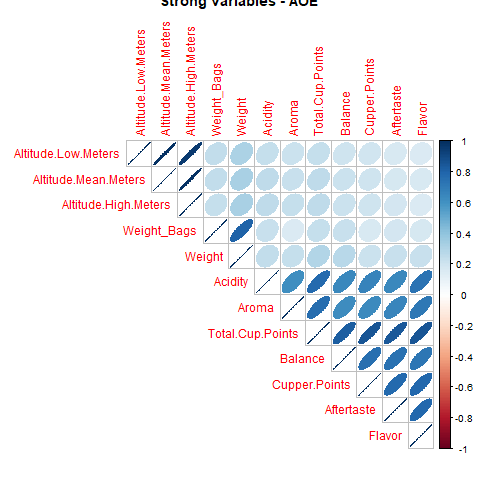 Strong Variables - AOE
Altitude.Low.Meters
Altitude.Mean.Meters
Altitude.High.Meters
Weight_Bags
Weight
Acidity
Aroma
Total.Cup.Points
Balance
Cupper.Points
Aftertaste
Flavor
Altitude.Low.Meters
Altitude.Mean.Meters
Altitude.High.Meters
Weight_Bags
Weight
Acidity
Aroma
Total.Cup.Points
Balance
Cupper.Points
Aftertaste
Flavor
1
0.8
0.6
0.4
0.2
0
-0.2
-0.4
-0.6
-0.8
-1